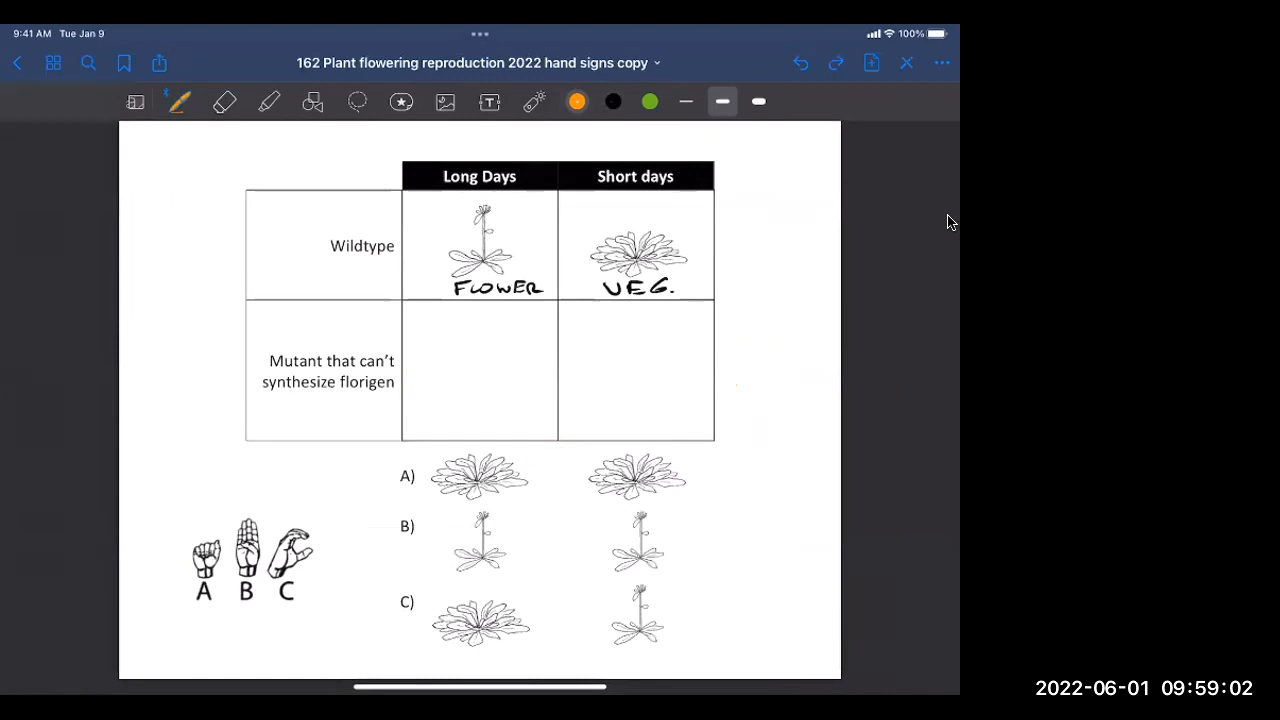 9:41 AM Tue Jan 9
100%
162 Plant flowering reproduction 2022 hand signs copy
T
Long Days Short days
Wildtype
FLOWER VEG.
Mutant that can't
synthesize florigen
A)
B)
C)
A B C
2022-06-01 09:59:02